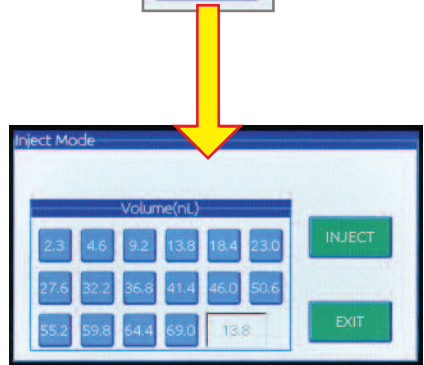 Inject Mode
Volume(nL)
2.3 4.6 9.2 13.8 18.4 23.0
INJECT
27.6 32.2 36.8 41.4 46.0 50.6
55.2 59.8 64.4 69.0 13.8
EXIT